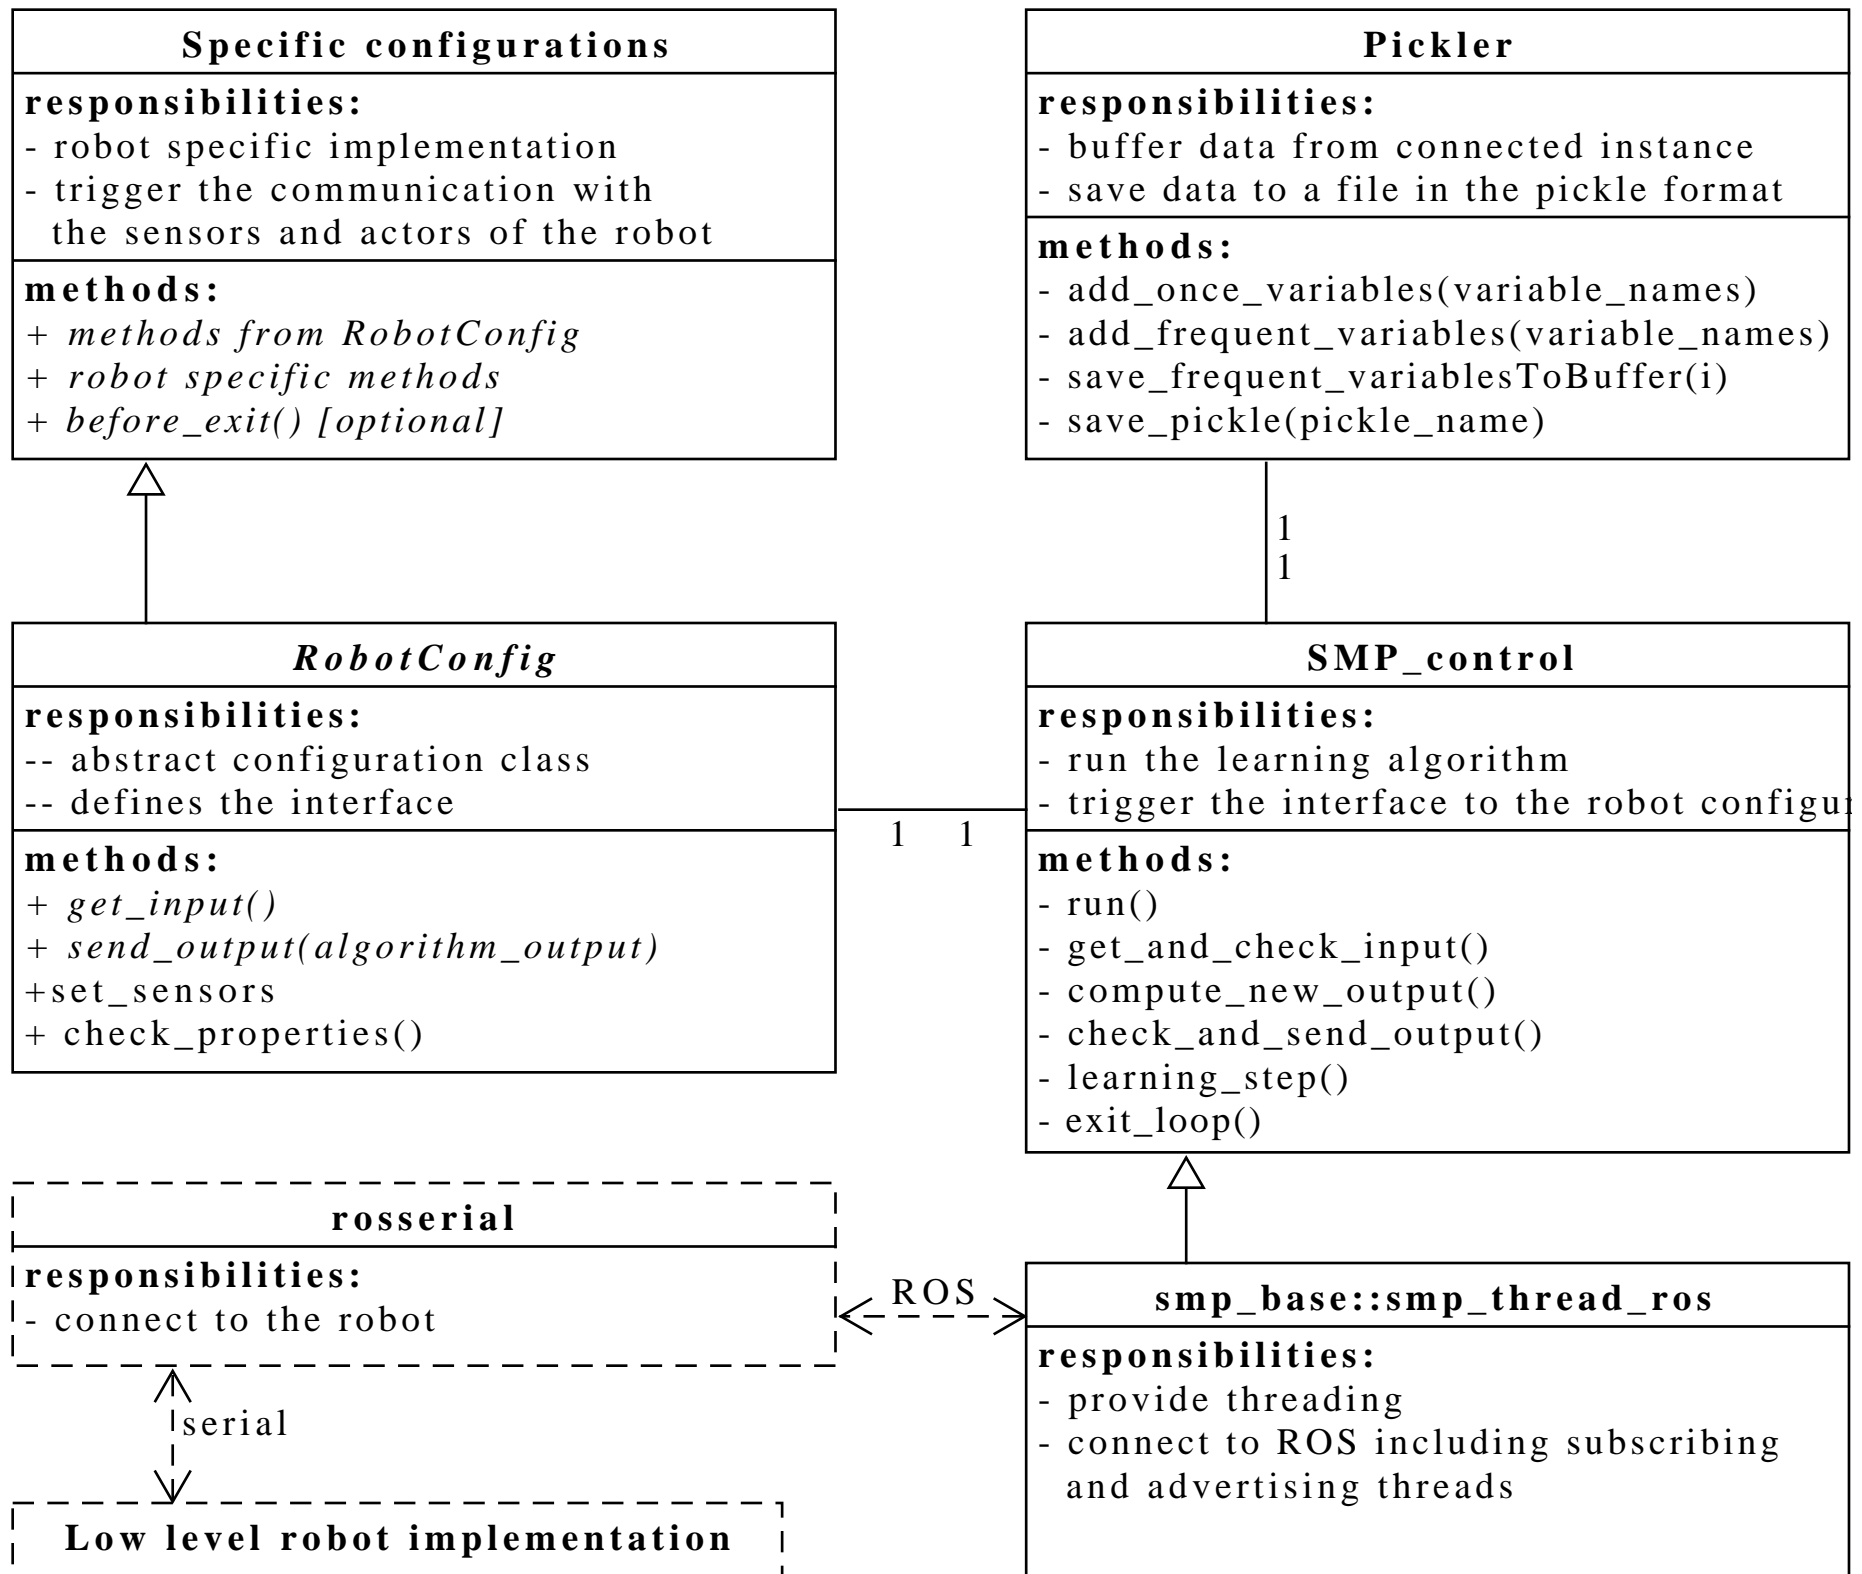 Specific configurations
responsibilities:
- robot specific implementation
- trigger the communication with
the sensors and actors of the robot
methods:
+ methods from RobotConfig
+ robot specific methods
+ before_exit() [optional]
Pickler
responsibilities:
- buffer data from connected instance
- save data to a file in the pickle format
methods:
- add_once_variables(variable_names)
- add_frequent_variables(variable_names)
- save_frequent_variablesToBuffer(i)
- save_pickle(pickle_name)
1
1
RobotConfig
responsibilities:
-- abstract configuration class
-- defines the interface
methods:
+ get_input()
+ send_output(algorithm_output)
+set_sensors
+ check_properties()
1 1
SMP_control
responsibilities:
- run the learning algorithm
- trigger the interface to the robot configur
methods:
- run()
- get_and_check_input()
- compute_new_output()
- check_and_send_output()
- learning_step()
- exit_loop()
rosserial
responsibilities:
- connect to the robot
ROS
smp_base::smp_thread_ros
responsibilities:
- provide threading
- connect to ROS including subscribing
and advertising threads
serial
Low level robot implementation